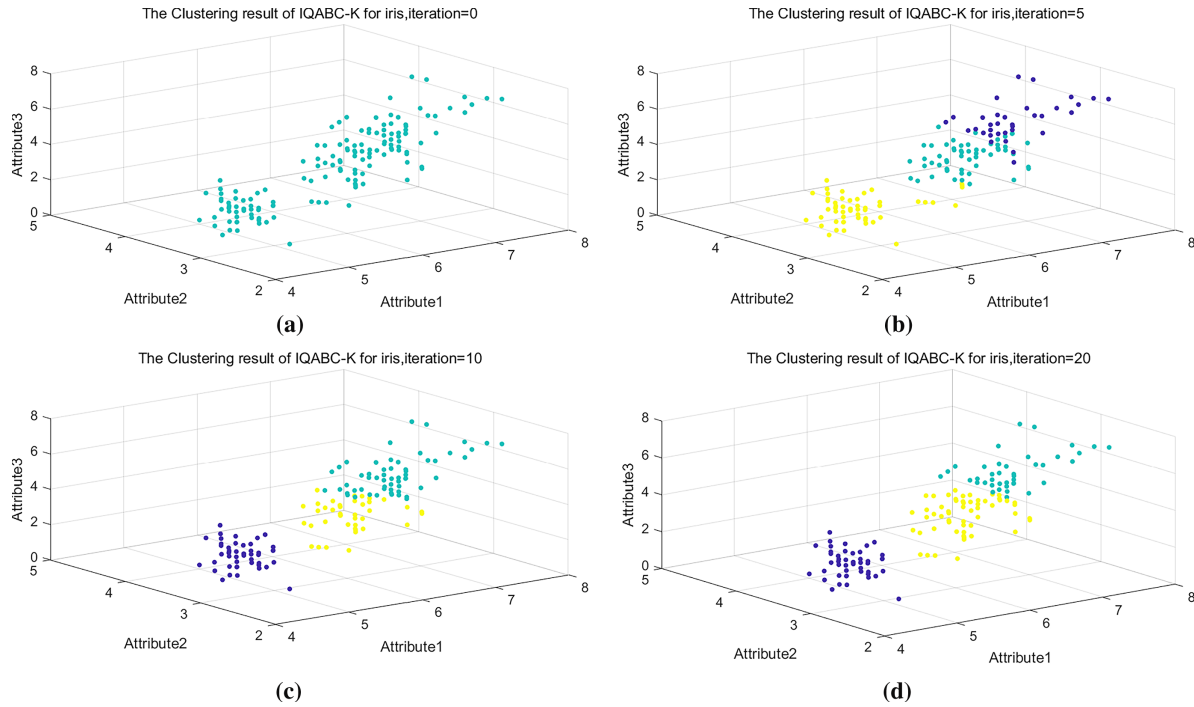 The Clustering result of IQABC-K for iris,iteration=0
8
6
4
2
0
Attribute3
5
4
3
2
Attribute2
4
5
6
7
8
Attribute1
(a)
The Clustering result of IQABC-K for iris,iteration=5
8
6
4
2
0
Attribute3
5
4
3
2
Attribute2
4
5
6
7
8
Attribute1
(b)
The Clustering result of IQABC-K for iris,iteration=10
8
6
4
2
0
Attribute3
5
4
3
2
Attribute2
4
5
6
7
8
Attribute1
(c)
The Clustering result of IQABC-K for iris,iteration=20
8
6
4
2
0
Attribute3
5
4
3
2
Attribute2
4
5
6
7
8
Attribute1
(d)